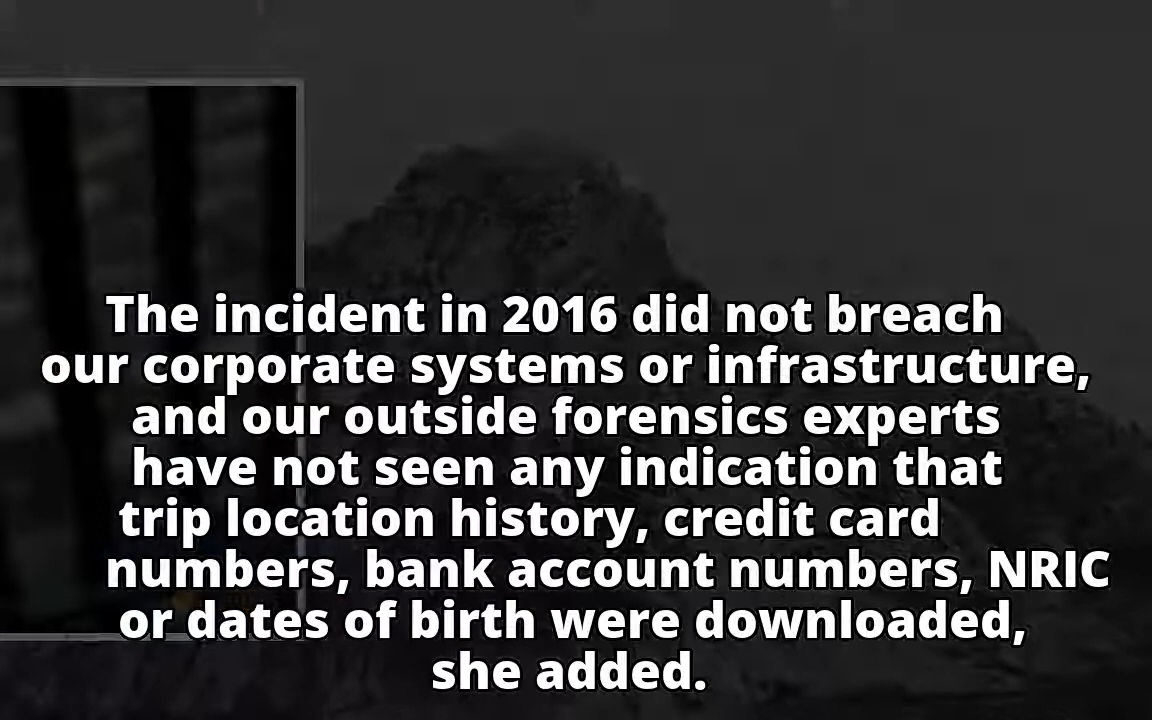 The incident in 2016 did not breach
our corporate systems or infrastructure,
and our outside forensics experts
have not seen any indication that
trip location history, credit card
numbers, bank account numbers, NRIC
or dates of birth were downloaded,
she added.